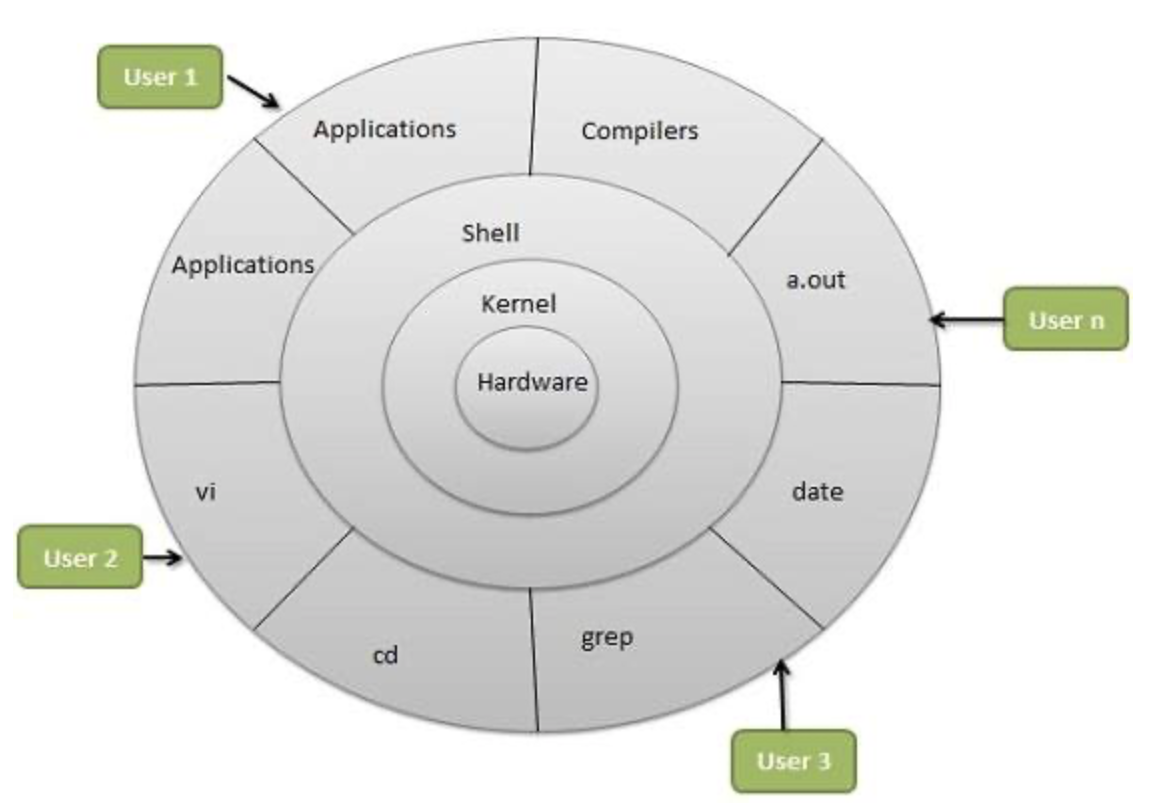 User 1
Applications
Compilers
Shell
Applications
a.out
Kernel
User n
Hardware
vi
date
User 2
grep
cd
User 3